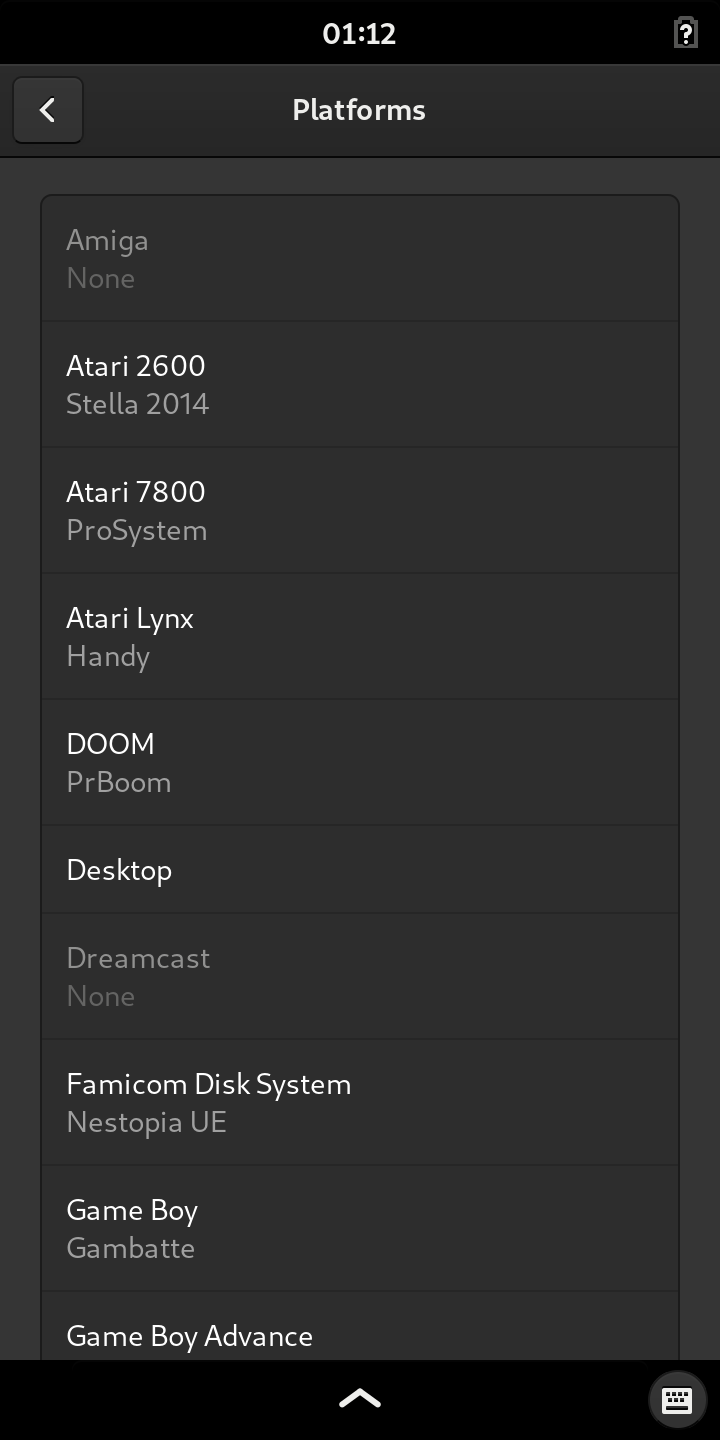 01:12
Platforms
Amiga
None
Atari 2600
Stella 2014
Atari 7800
ProSystem
Atari Lynx
Handy
DOOM
PrBoom
Desktop
Dreamcast
None
Famicom Disk System
Nestopia UE
Game Boy
Gambatte
Game Boy Advance